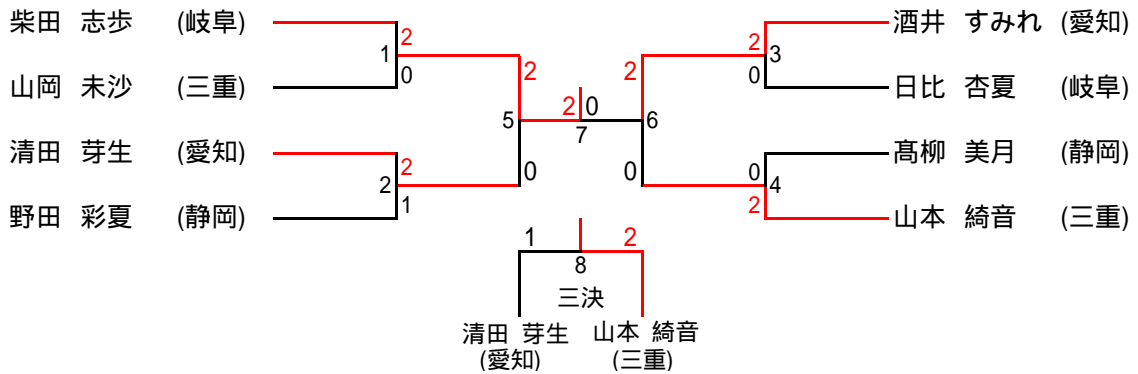 柴田 志歩 (岐阜) 2 2 酒井 すみれ (愛知)
1 3
0 2 2 0
山岡 未沙 (三重) 2 0 日比 杏夏 (岐阜)
5 7 6
清田 芽生 (愛知) 2 0 0 0 髙柳 美月 (静岡)
2 4
1 2
野田 彩夏 (静岡) 山本 綺音 (三重)
1 2
8
三決
清田 芽生 山本 綺音
(愛知) (三重)